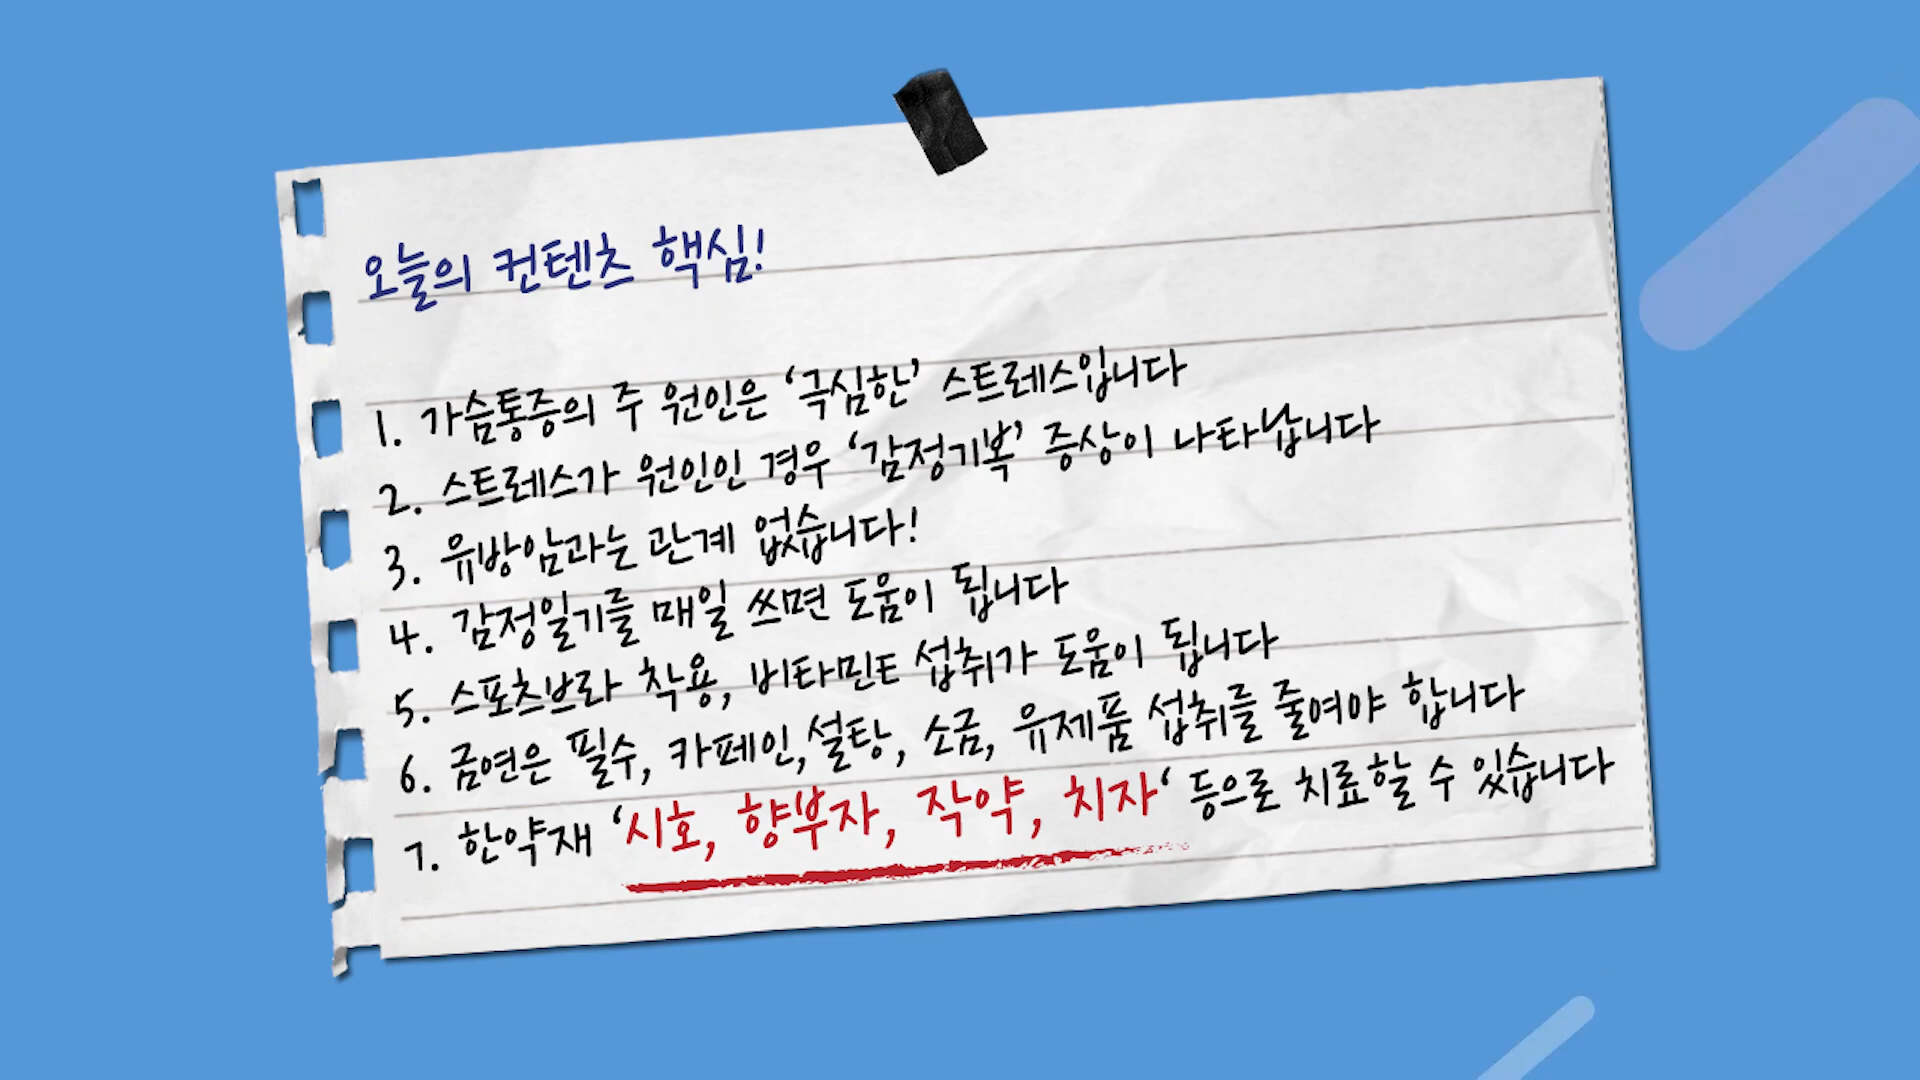 오늘의 컨텐츠 핵심!
1. 가슴통증의 주 원인은 ‘극심한’ 스트레스입니다
2. 스트레스가 원인인 경우 ‘감정기복’ 증상이 나타납니다
3. 유방암과는 관계 없습니다!
4. 감정일기를 매일 쓰면 도움이 됩니다
5. 스포츠브라 착용, 비타민E 섭취가 도움이 됩니다
6. 금연은 필수, 카페인,설탕, 소금, 유제품 섭취를 줄여야 합니다
7. 한약재 ‘시호, 향부자, 작약, 치자‘ 등으로 치료할 수 있습니다